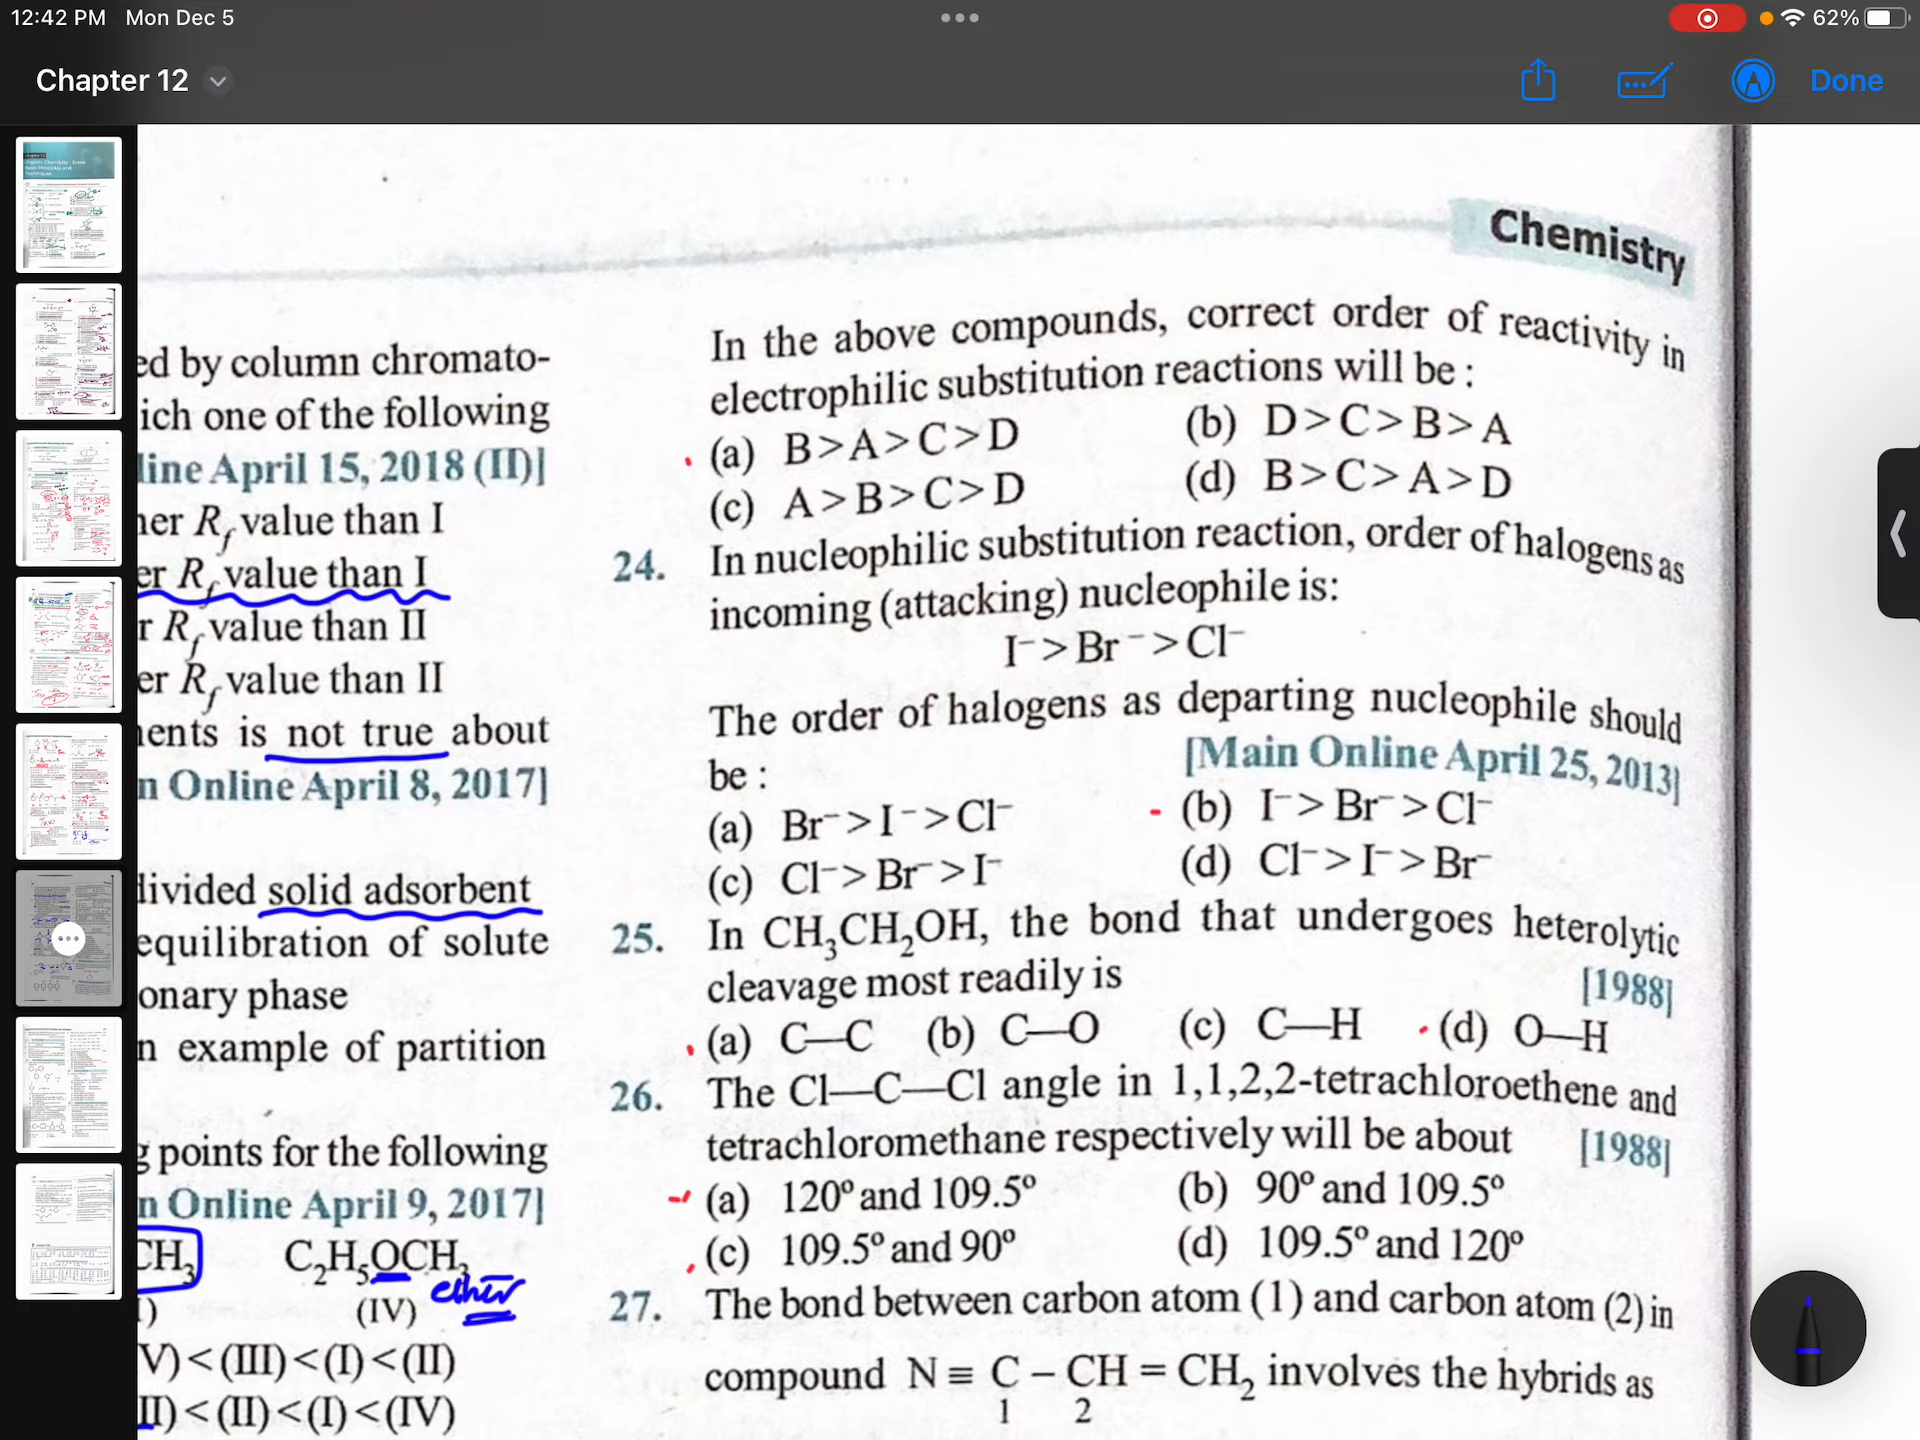 12:42 PM Mon Dec 5
62%
Chapter 12
Done
Chemistry
ed by column chromato-
ich one of the following
line April 15, 2018 (II)]
her R_f value than I
er R_f value than I
r R_f value than II
er R_f value than II
ents is not true about
n Online April 8, 2017]
divided solid adsorbent
equilibration of solute
onary phase
n example of partition
g points for the following
n Online April 9, 2017]
CH₃ C₂H₅OCH₃
ether
(IV)
V) < (III) < (I) < (II)
II) < (II) < (I) < (IV)
In the above compounds, correct order of reactivity in
electrophilic substitution reactions will be :
(a) B > A > C > D (b) D > C > B > A
(c) A > B > C > D (d) B > C > A > D
24. In nucleophilic substitution reaction, order of halogens as
incoming (attacking) nucleophile is:
I⁻ > Br⁻ > Cl⁻
The order of halogens as departing nucleophile should
be : [Main Online April 25, 2013]
(a) Br⁻ > I⁻ > Cl⁻ (b) I⁻ > Br⁻ > Cl⁻
(c) Cl⁻ > Br⁻ > I⁻ (d) Cl⁻ > I⁻ > Br⁻
25. In CH₃CH₂OH, the bond that undergoes heterolytic
cleavage most readily is [1988]
(a) C—C (b) C—O (c) C—H (d) O—H
26. The Cl—C—Cl angle in 1,1,2,2-tetrachloroethene and
tetrachloromethane respectively will be about [1988]
(a) 120° and 109.5° (b) 90° and 109.5°
(c) 109.5° and 90° (d) 109.5° and 120°
27. The bond between carbon atom (1) and carbon atom (2) in
compound N ≡ C – CH = CH₂ involves the hybrids as
1 2